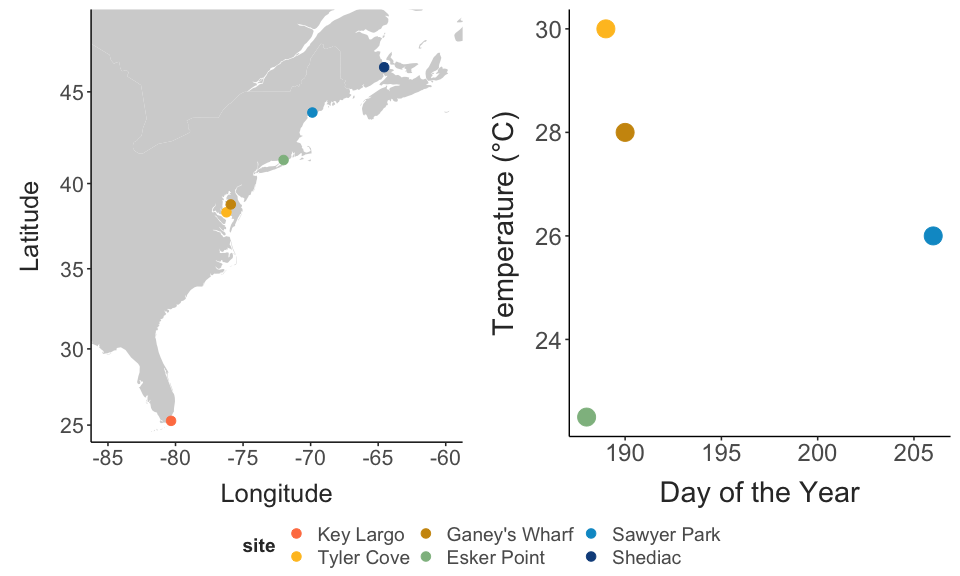 45
40
35
30
25
Latitude
-85 -80 -75 -70 -65 -60
Longitude
30
28
26
24
Temperature (°C)
190 195 200 205
Day of the Year
site
Key Largo Ganey's Wharf Sawyer Park
Tyler Cove Esker Point Shediac